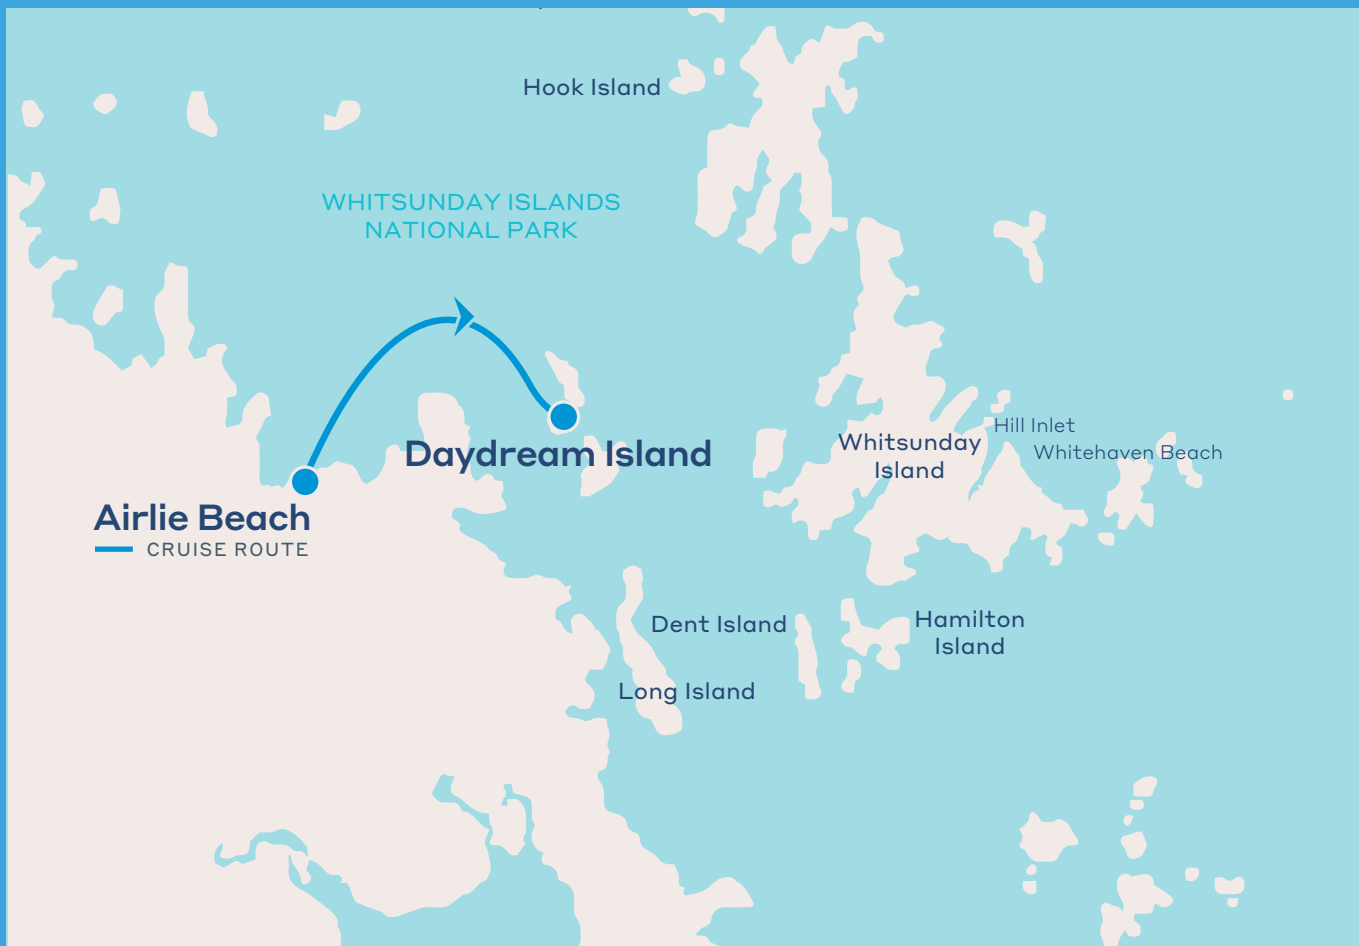 Hook Island
WHITSUNDAY ISLANDS
NATIONAL PARK
Hill Inlet
Whitsunday
Island
Whitehaven Beach
Daydream Island
Airlie Beach
CRUISE ROUTE
Dent Island
Hamilton
Island
Long Island